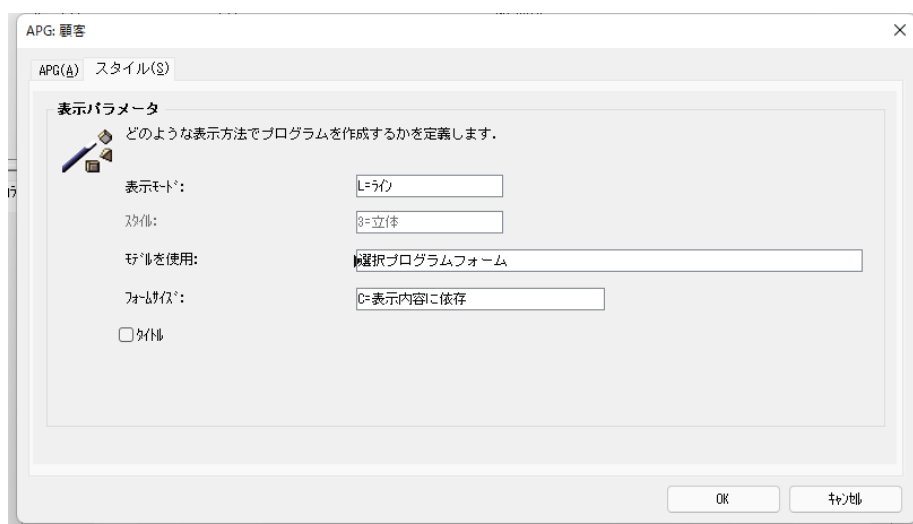 APG: 顧客
APG(A) スタイル(S)
表示パラメータ
どのような表示方法でプログラムを作成するかを定義します.
表示ﾓｰﾄﾞ: L=ﾗｲﾝ
ｽﾀｲﾙ: 3=立体
ﾓﾃﾞﾙを使用: 選択プログラムフォーム
ﾌｫｰﾑｻｲｽﾞ: C=表示内容に依存
ﾀｲﾄﾙ
OK ｷｬﾝｾﾙ